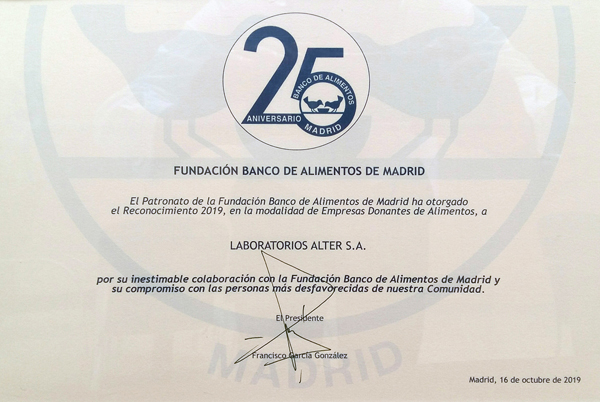 25
BANCO DE ALIMENTOS
ANIVERSARIO
MADRID
FUNDACIÓN BANCO DE ALIMENTOS DE MADRID
El Patronato de la Fundación Banco de Alimentos de Madrid ha otorgado
el Reconocimiento 2019, en la modalidad de Empresas Donantes de Alimentos, a
LABORATORIOS ALTER S.A.
por su inestimable colaboración con la Fundación Banco de Alimentos de Madrid y
su compromiso con las personas más desfavorecidas de nuestra Comunidad.
El Presidente
Francisco García González
MADRID
Madrid, 16 de octubre de 2019